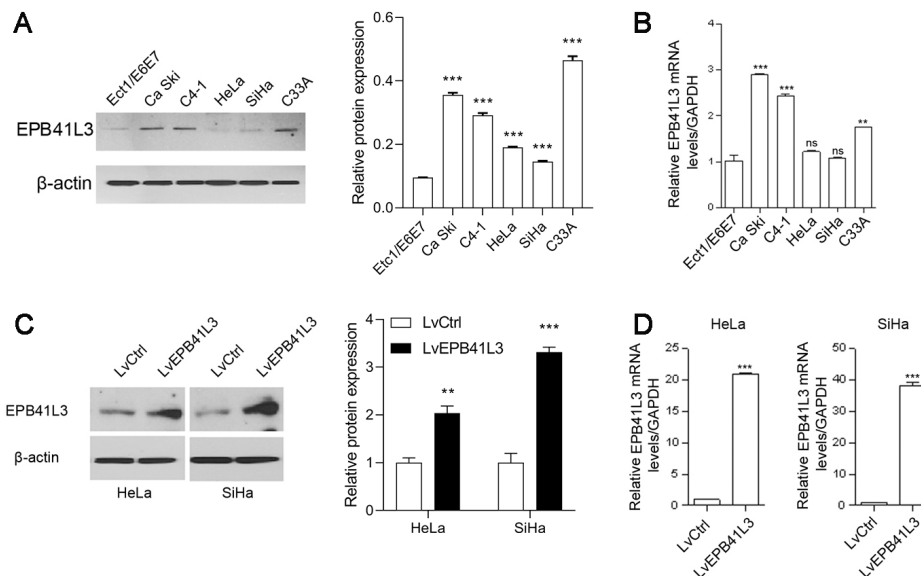 A
Ect1/E6E7
Ca Ski
C4-1
HeLa
SiHa
C33A
EPB41L3
β-actin
Relative protein expression
0.6
0.4
0.2
0.0
***
***
***
***
***
Etc1/E6E7
Ca Ski
C4-1
HeLa
SiHa
C33A
B
Relative EPB41L3 mRNA
levels/GAPDH
4
3
2
1
0
***
***
ns
ns
**
Ect1/E6E7
Ca Ski
C4-1
HeLa
SiHa
C33A
C
LvCtrl
LvEPB41L3
LvCtrl
LvEPB41L3
EPB41L3
β-actin
HeLa
SiHa
Relative protein expression
4
3
2
1
0
LvCtrl
LvEPB41L3
**
***
HeLa
SiHa
D
HeLa
Relative EPB41L3 mRNA
levels/GAPDH
25
20
15
10
5
0
***
LvCtrl
LvEPB41L3
SiHa
Relative EPB41L3 mRNA
levels/GAPDH
50
40
30
20
10
0
***
LvCtrl
LvEPB41L3